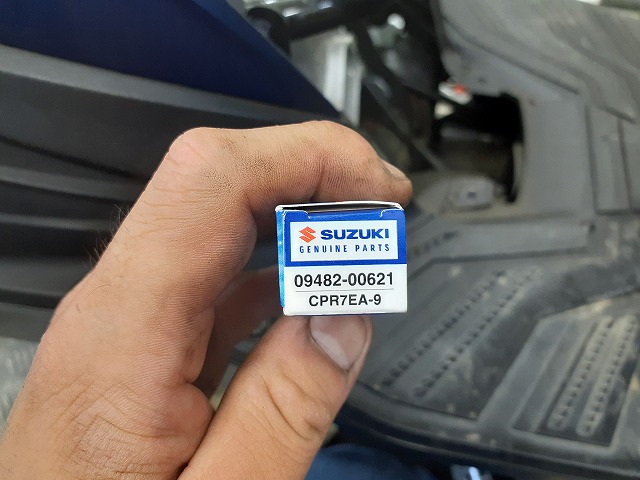 SUZUKI
GENUINE PARTS
09482-00621
CPR7EA-9